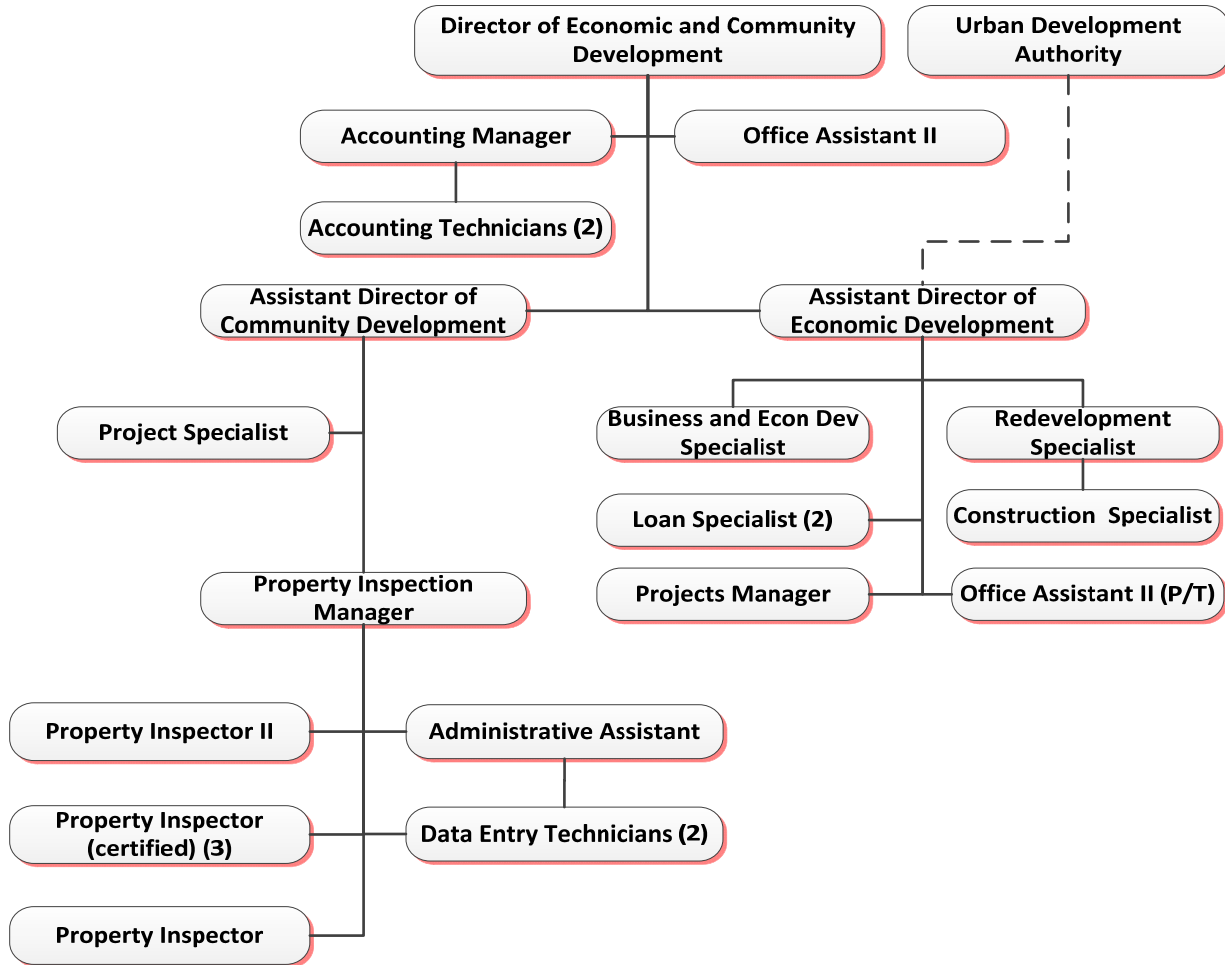 Director of Economic and Community
Development
Urban Development
Authority
Accounting Manager
Office Assistant II
Accounting Technicians (2)
Assistant Director of
Community Development
Assistant Director of
Economic Development
Project Specialist
Business and Econ Dev
Specialist
Redevelopment
Specialist
Loan Specialist (2)
Construction  Specialist
Property Inspection
Manager
Projects Manager
Office Assistant II (P/T)
Property Inspector II
Administrative Assistant
Property Inspector
(certified) (3)
Data Entry Technicians (2)
Property Inspector